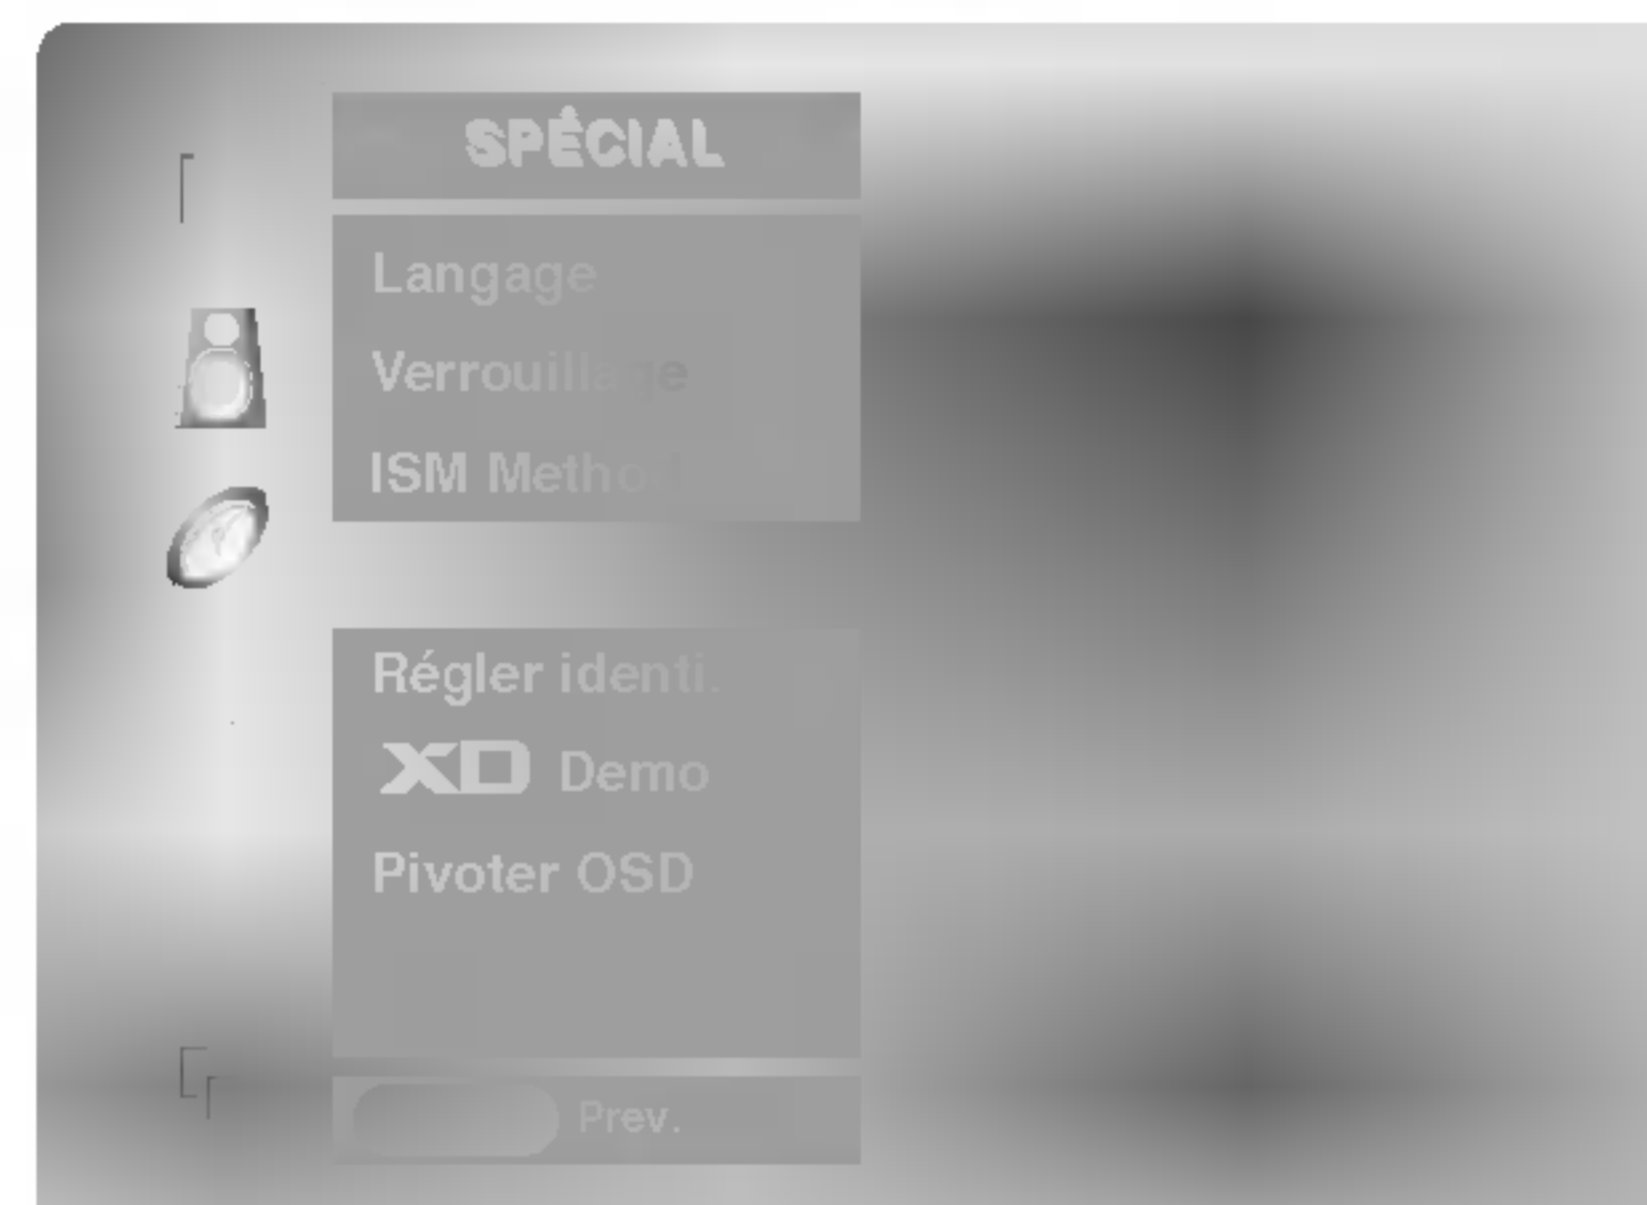 SPÉCIAL
Langage
Verrouillage
ISM Method
Régler identi.
XD Demo
Pivoter OSD
Prev.